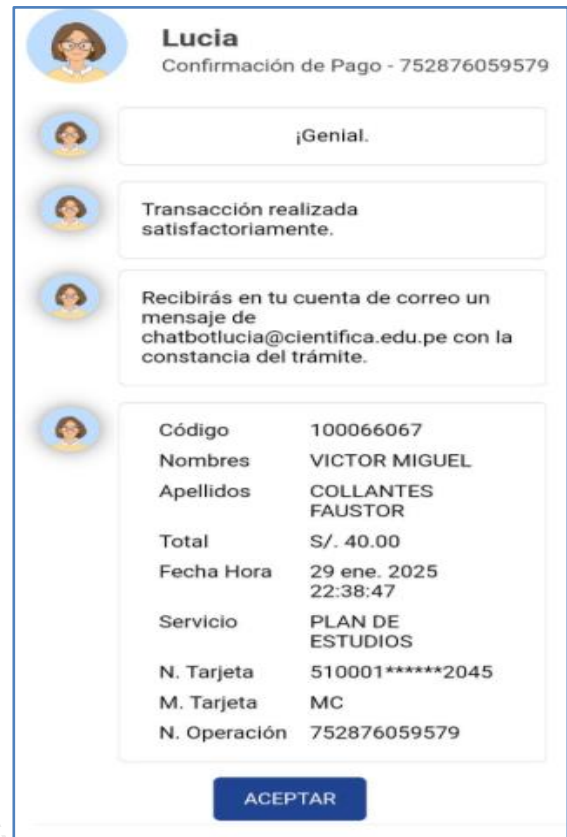 Lucia
Confirmación de Pago - 752876059579
¡Genial.
Transacción realizada
satisfactoriamente.
Recibirás en tu cuenta de correo un
mensaje de
chatbotlucia@cientifica.edu.pe con la
constancia del trámite.
Código 100066067
Nombres VICTOR MIGUEL
Apellidos COLLANTES
FAUSTOR
Total S/. 40.00
Fecha Hora 29 ene. 2025
22:38:47
Servicio PLAN DE
ESTUDIOS
N. Tarjeta 510001******2045
M. Tarjeta MC
N. Operación 752876059579
ACEPTAR